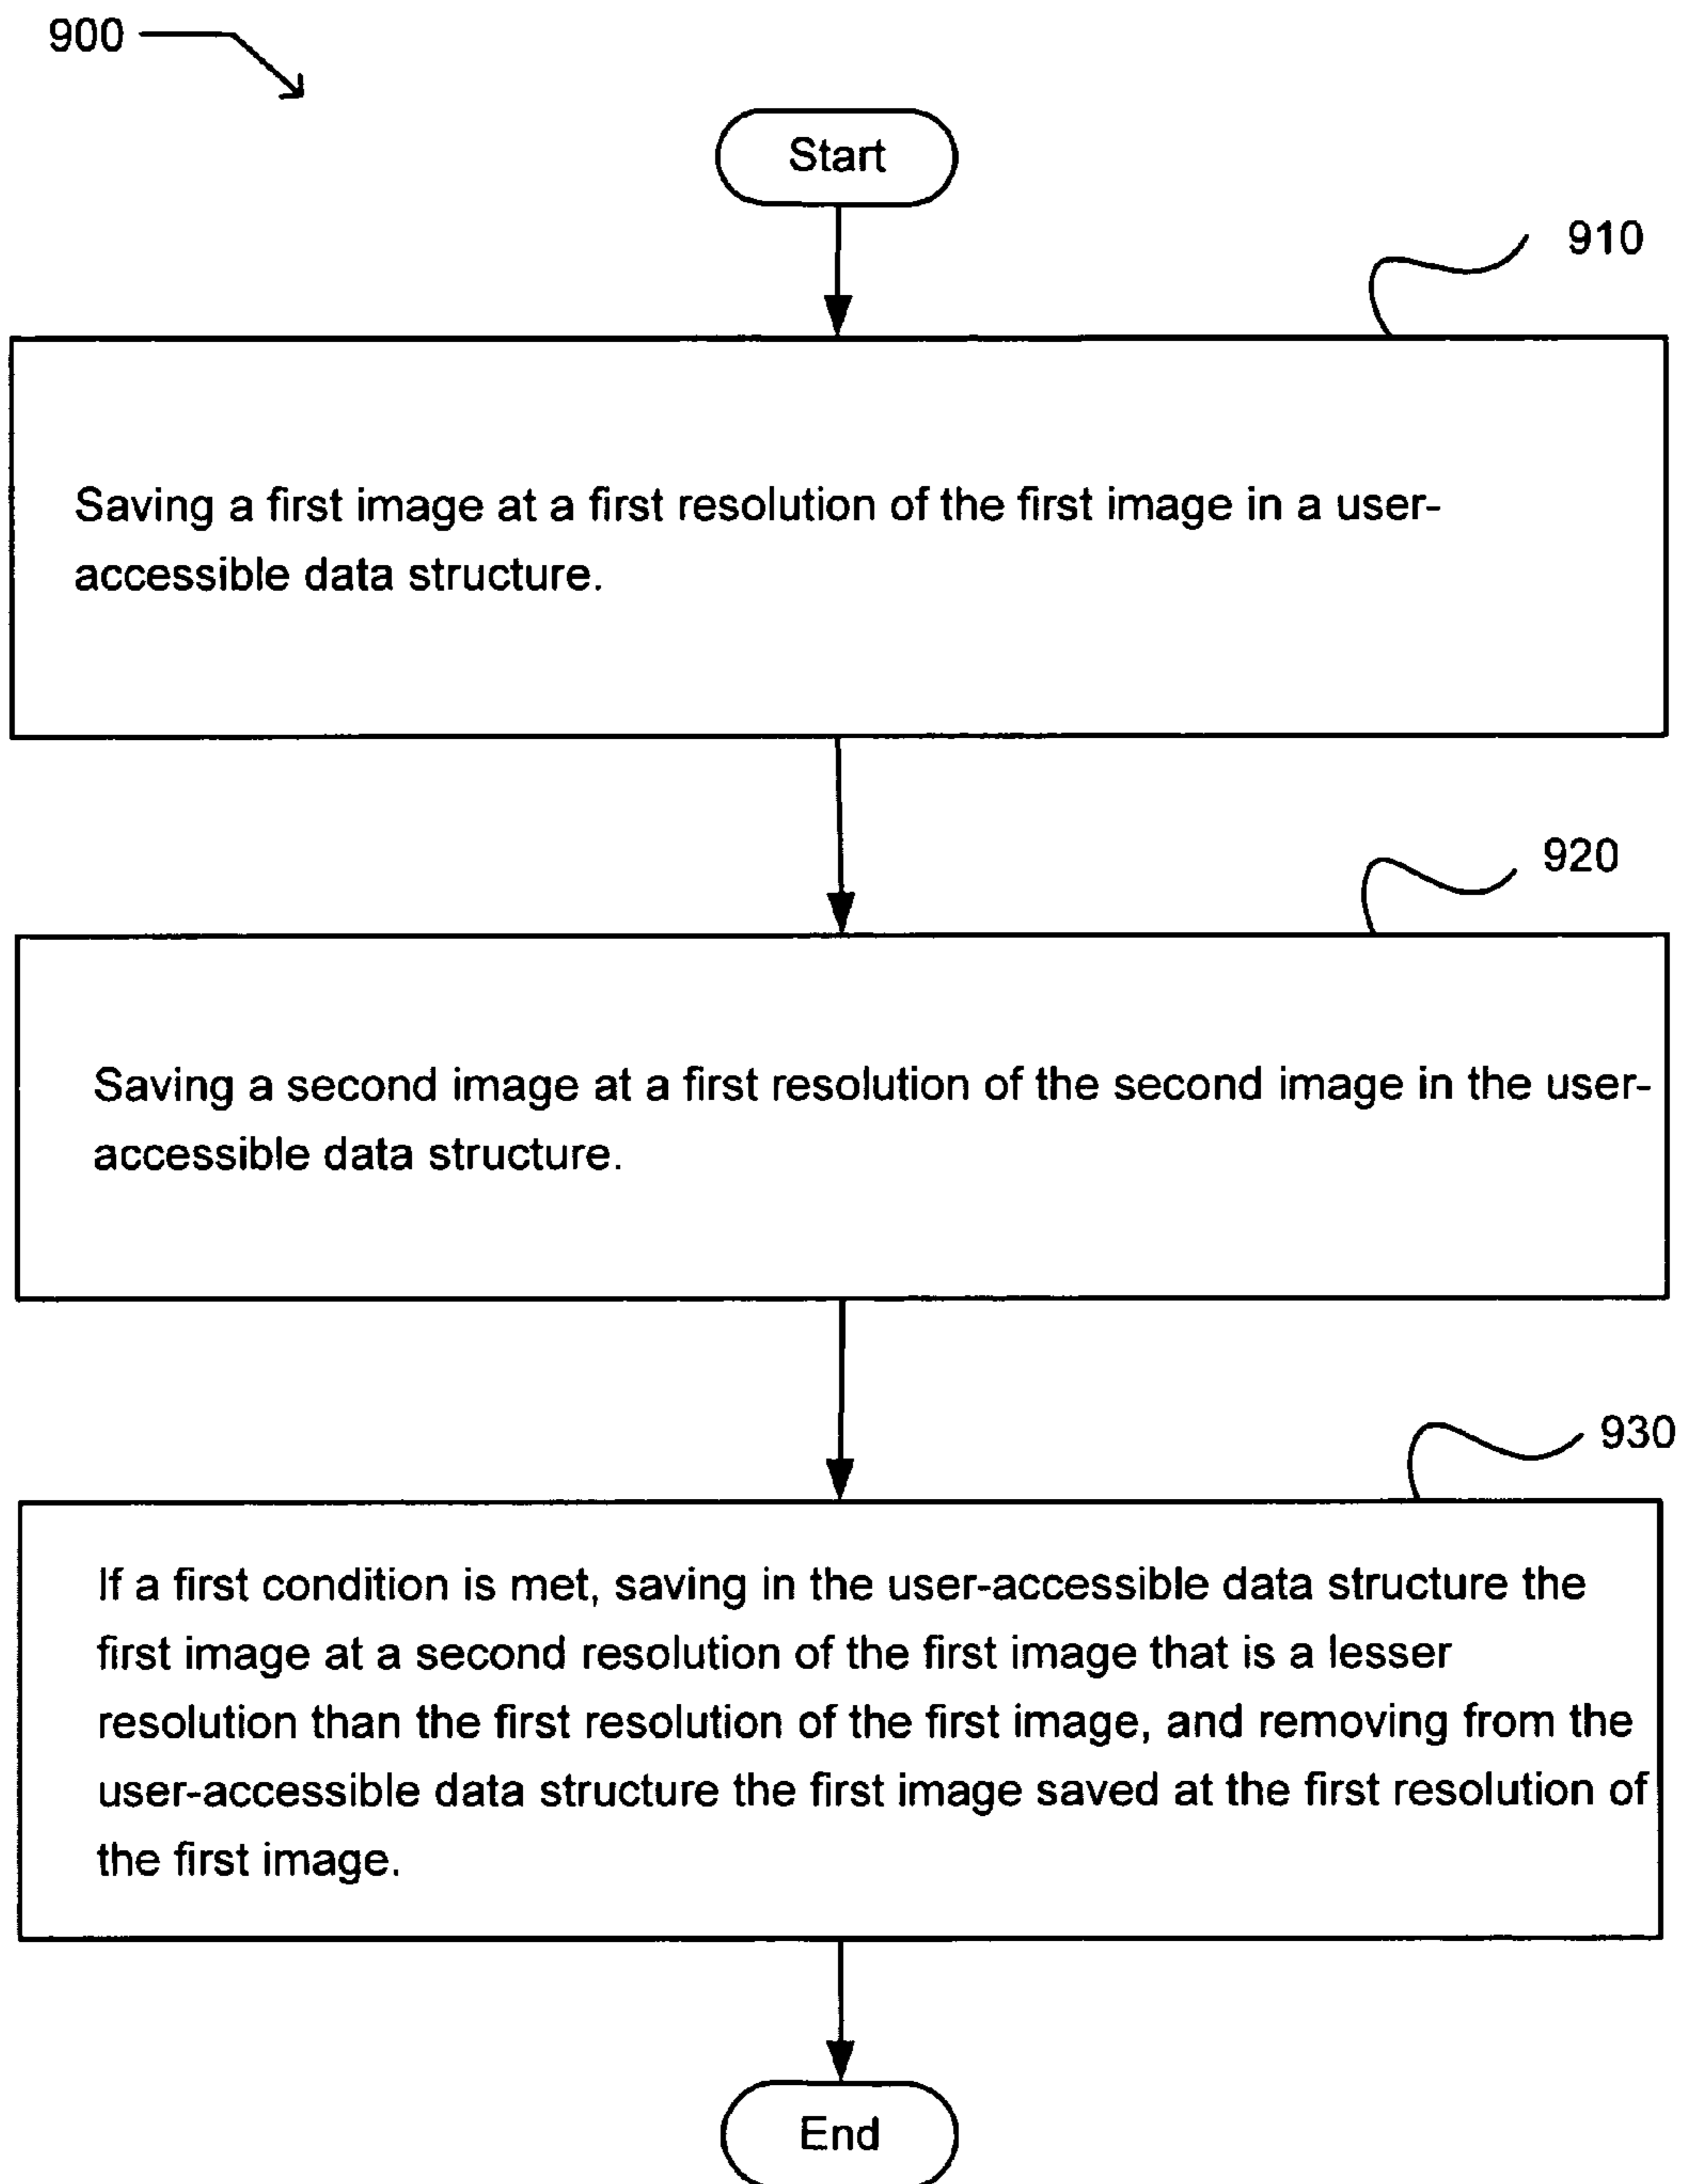 900
Start
910
Saving a first image at a first resolution of the first image in a user-
accessible data structure.
920
Saving a second image at a first resolution of the second image in the user-
accessible data structure.
930
If a first condition is met, saving in the user-accessible data structure the
first image at a second resolution of the first image that is a lesser
resolution than the first resolution of the first image, and removing from the
user-accessible data structure the first image saved at the first resolution of
the first image.
End